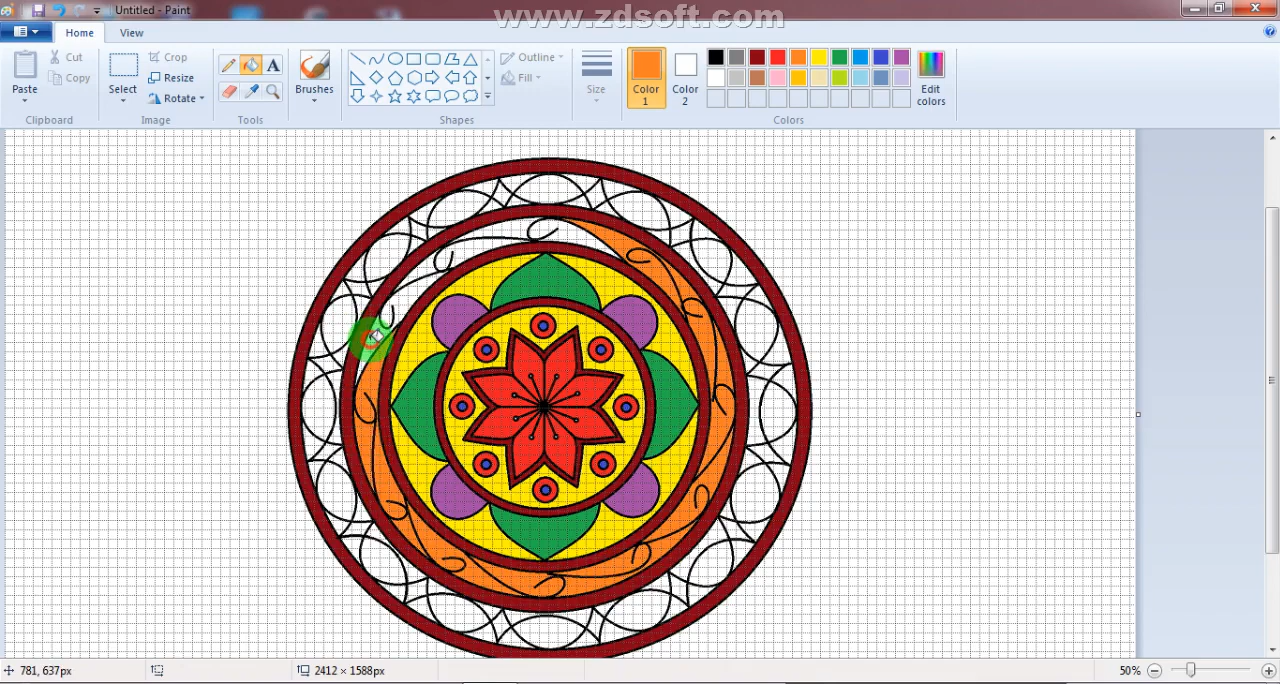 Untitled - Paint
www.zdsoft.com
Home
View
Paste
Cut
Copy
Clipboard
Select
Crop
Resize
Rotate
Image
A
Tools
Brushes
Shapes
Outline
Fill
Size
Color 1
Color 2
Edit colors
Colors
781, 637px
2412 × 1588px
50%